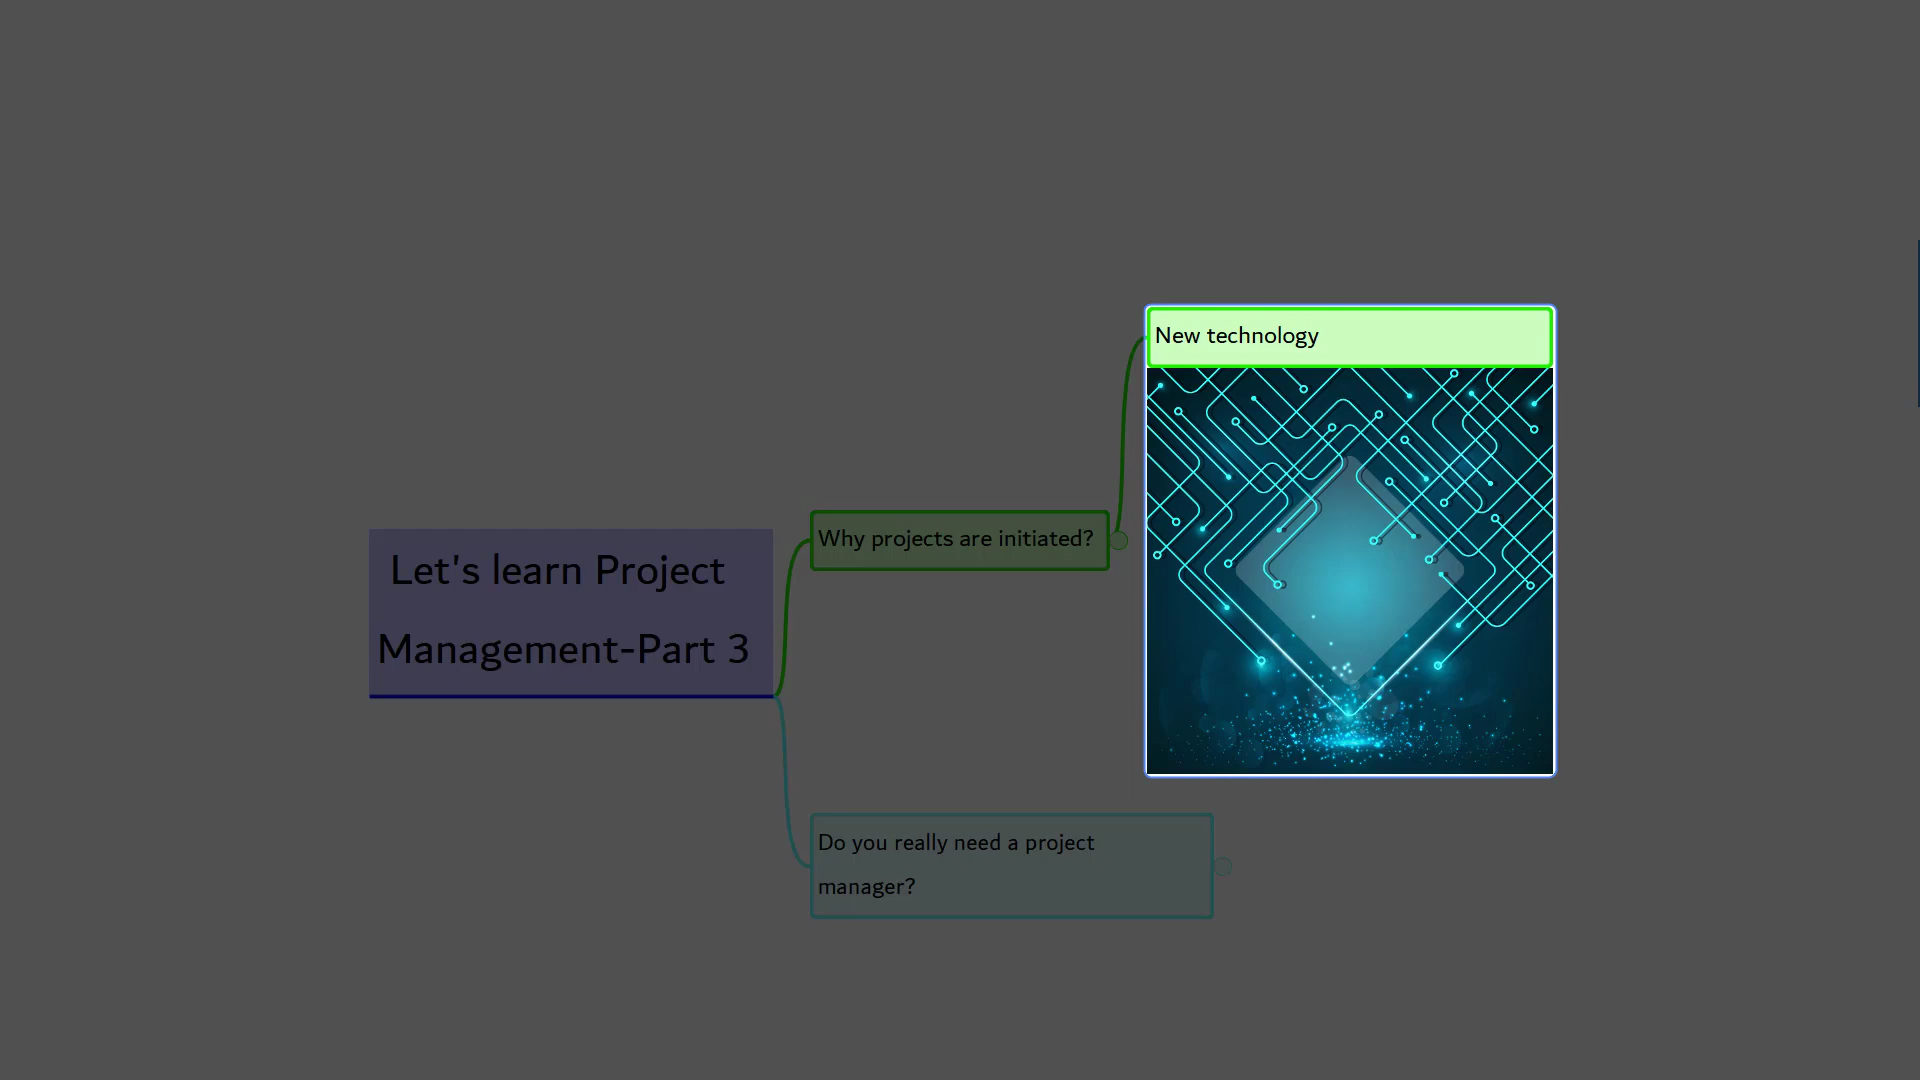 Let's learn Project
Management-Part 3
Why projects are initiated?
New technology
Do you really need a project
manager?